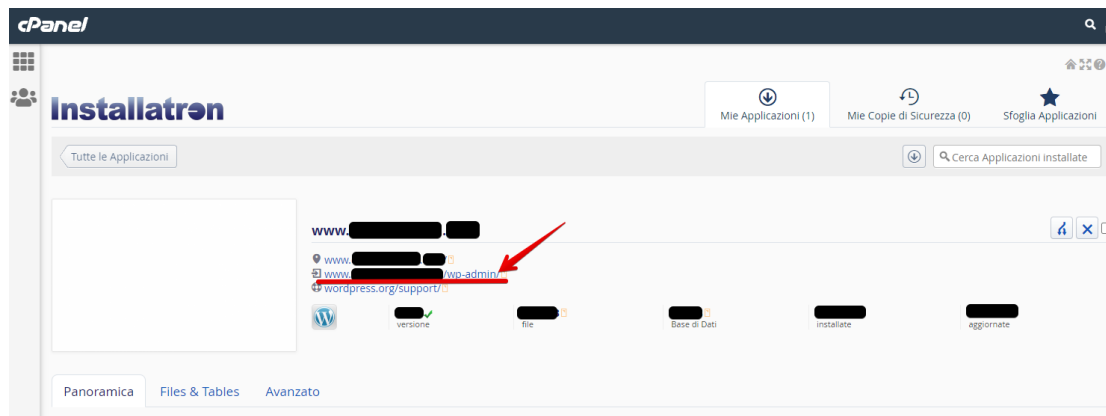 cPanel
Installatron
Mie Applicazioni (1)
Mie Copie di Sicurezza (0)
Sfoglia Applicazioni
Tutte le Applicazioni
Cerca Applicazioni installate
www. .
www. /
www. /wp-admin/
wordpress.org/support/
versione
file
Base di Dati
installate
aggiornate
Panoramica
Files & Tables
Avanzato